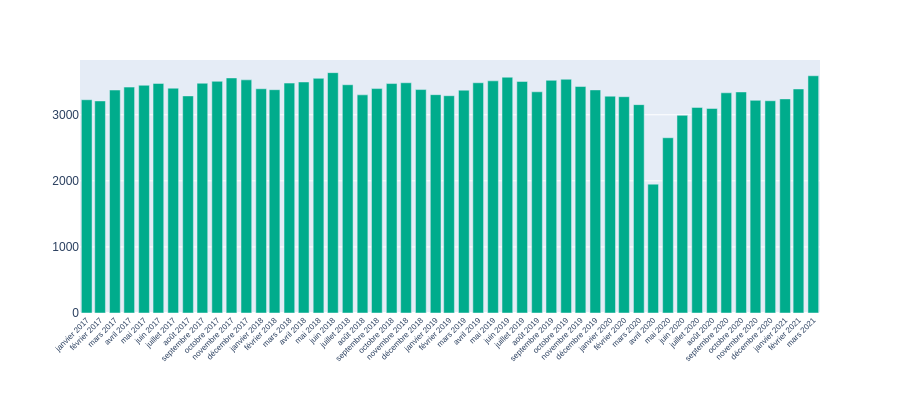 3000
2000
1000
0
janvier 2017
février 2017
mars 2017
avril 2017
mai 2017
juin 2017
juillet 2017
août 2017
septembre 2017
octobre 2017
novembre 2017
décembre 2017
janvier 2018
février 2018
mars 2018
avril 2018
mai 2018
juin 2018
juillet 2018
août 2018
septembre 2018
octobre 2018
novembre 2018
décembre 2018
janvier 2019
février 2019
mars 2019
avril 2019
mai 2019
juin 2019
juillet 2019
août 2019
septembre 2019
octobre 2019
novembre 2019
décembre 2019
janvier 2020
février 2020
mars 2020
avril 2020
mai 2020
juin 2020
juillet 2020
août 2020
septembre 2020
octobre 2020
novembre 2020
décembre 2020
janvier 2021
février 2021
mars 2021